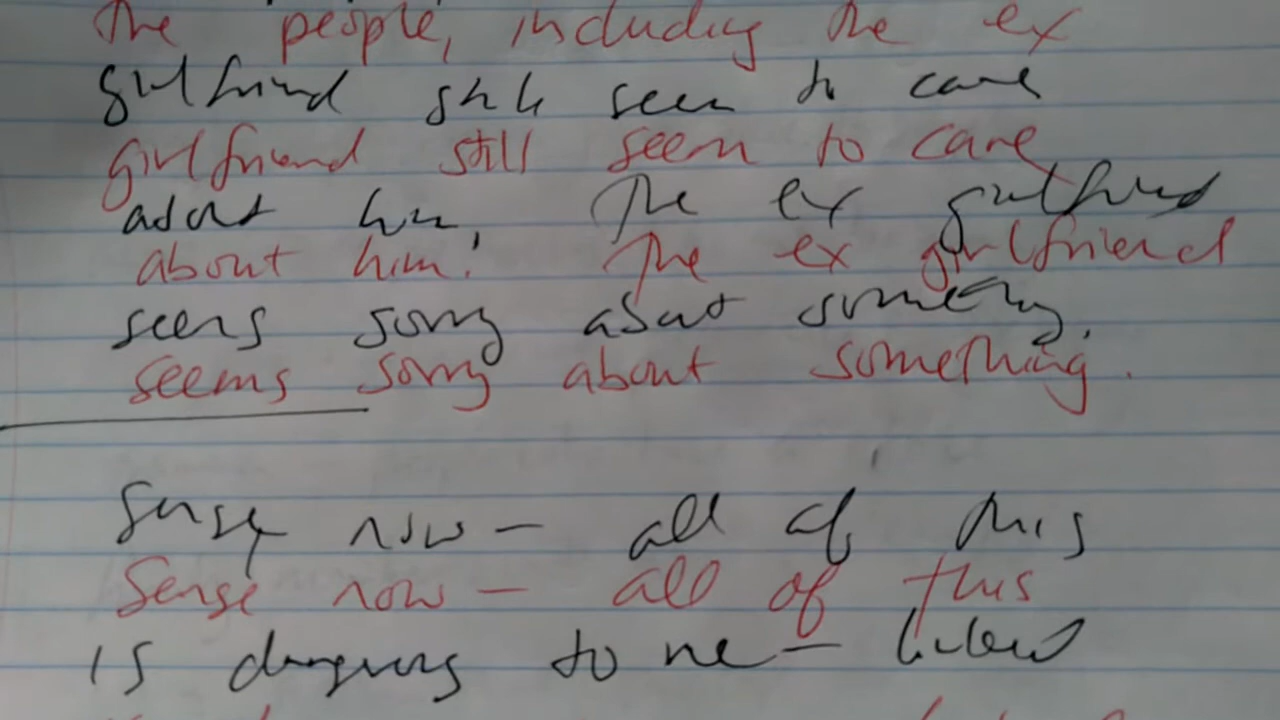 The people, including the ex
girlfriend still seem to care
girlfriend still seem to care
about him. The ex girlfriend
about him. The ex girlfriend
seems sorry about something.
seems sorry about something.
Sense now - all of this
Sense now - all of this
is dangerous to me -